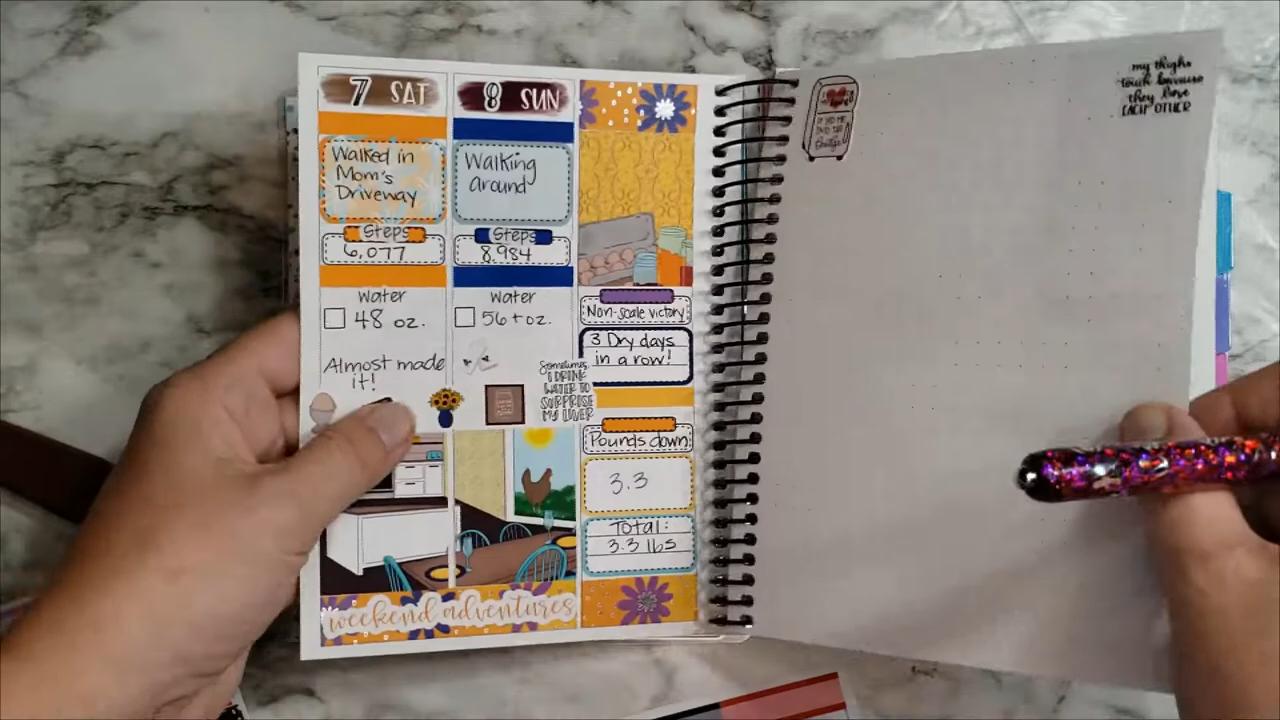 7 SAT
Walked in
Mom's
Driveway
Steps
6,077
Water
48 oz.
Almost made
it!
8 SUN
Walking
around
Steps
8,984
Water
56+ oz.
Sometimes
I DRINK
WATER TO
SURPRISE
MY LIVER
weekend adventures
Non-scale victory
3 Dry days
in a row!
Pounds down
3.3
Total:
3.3 lbs
my thighs
touch because
they love
EACH OTHER